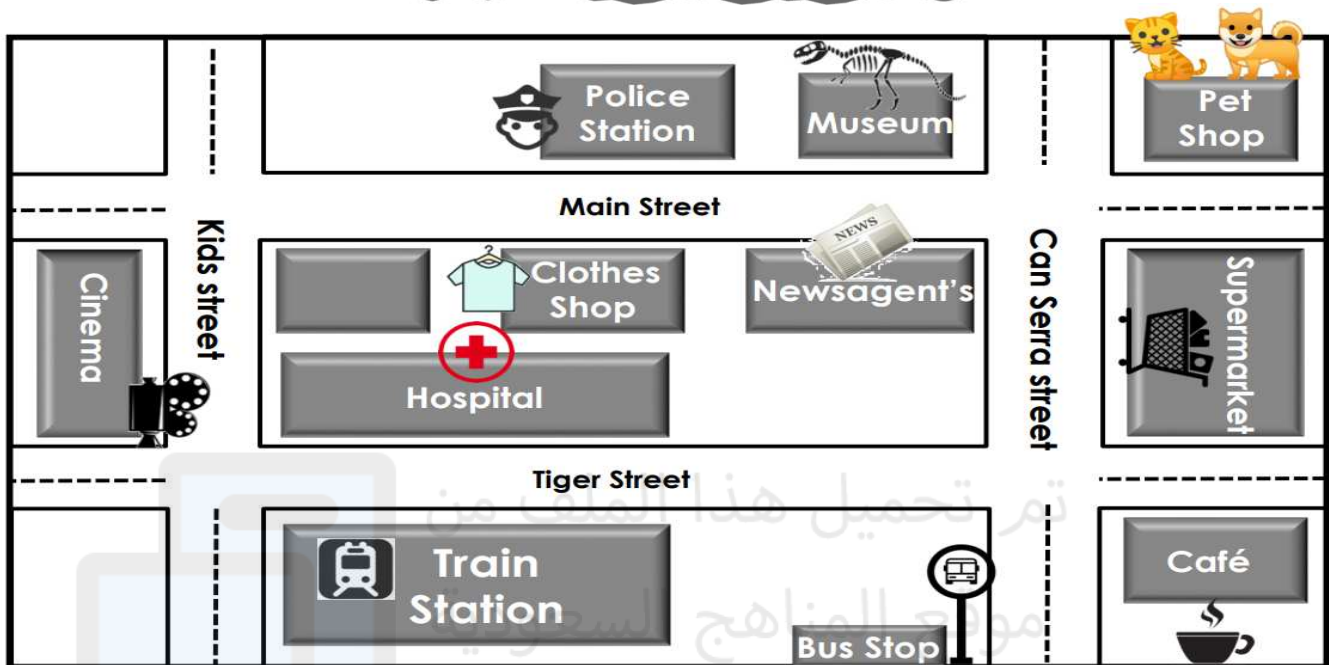 Police
Station
Museum
Pet
Shop
Main Street
NEWS
Kids street
Cinema
Clothes
Shop
Newsagent's
Can Serra street
Supermarket
Hospital
Tiger Street
تم تحميل هذا الملف من
Train
Station
Café
موقع المناهج السعودية
Bus Stop